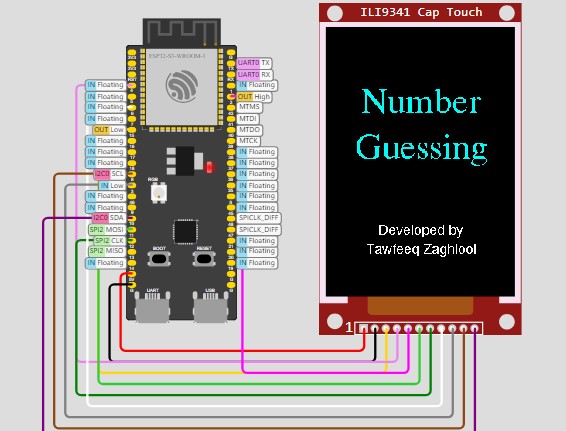 ILI9341 Cap Touch
Number
Guessing
Developed by
Tawfeeq Zaghlool
1
ESP32-S3-WROOM-1
IN Floating
IN Floating
IN Floating
IN Floating
OUT Low
IN Floating
IN Floating
IN Floating
I2C0 SCL
IN Low
IN Floating
IN Floating
I2C0 SDA
SPI2 MOSI
SPI2 CLK
SPI2 MISO
IN Floating
UART0 TX
UART0 RX
IN Floating
OUT High
MTMS
MTDI
MTDO
MTCK
IN Floating
IN Floating
IN Floating
IN Floating
IN Floating
IN Floating
SPICLK_DIFF
SPICLK_DIFF
IN Floating
IN Floating
IN Floating
RGB
BOOT
RESET
UART
USB